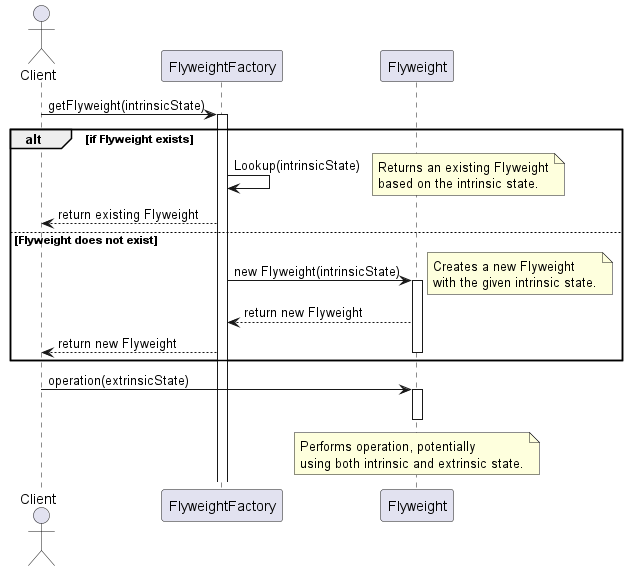 Client
FlyweightFactory
Flyweight
getFlyweight(intrinsicState)
alt
[if Flyweight exists]
Lookup(intrinsicState)
Returns an existing Flyweight
based on the intrinsic state.
return existing Flyweight
[Flyweight does not exist]
new Flyweight(intrinsicState)
Creates a new Flyweight
with the given intrinsic state.
return new Flyweight
return new Flyweight
operation(extrinsicState)
Performs operation, potentially
using both intrinsic and extrinsic state.
Client
FlyweightFactory
Flyweight